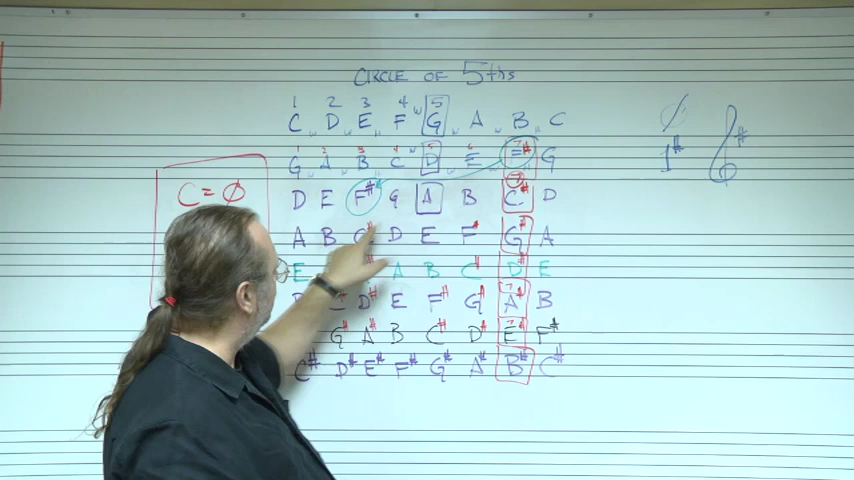 CIRCLE OF 5ths
1 2 3 4 5
C D E F W G A B C ∅
1 2 3 4 5 6 7
G A B C D E F# G 1# #
C = ∅ D E F# G A B C# D
A B C# D E F# G# A
E A B C# D# E
C# D# E F# G# A# B
G# A# B C# D# E# F#
C# D# E# F# G# A# B# C#